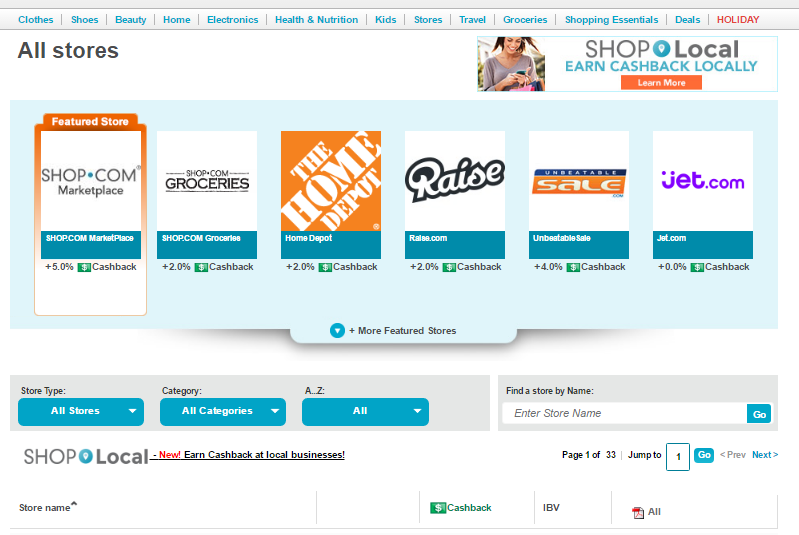 Clothes | Shoes | Beauty | Home | Electronics | Health & Nutrition | Kids | Stores | Travel | Groceries | Shopping Essentials | Deals | HOLIDAY
All stores
SHOP Local
EARN CASHBACK LOCALLY
Learn More
Featured Store
SHOP•COM®
Marketplace
SHOP•COM
GROCERIES
THE
HOME
DEPOT®
Raise
UNBEATABLE
SALE
.COM
jet.com
SHOP.COM MarketPlace
SHOP.COM Groceries
Home Depot
Raise.com
UnbeatableSale
Jet.com
+5.0% $ Cashback
+2.0% $ Cashback
+2.0% $ Cashback
+2.0% $ Cashback
+4.0% $ Cashback
+0.0% $ Cashback
+ More Featured Stores
Store Type:
Category:
A...Z:
Find a store by Name:
All Stores
All Categories
All
Enter Store Name
Go
SHOP Local - New! Earn Cashback at local businesses!
Page 1 of 33 | Jump to 1 Go < Prev Next >
Store name^
$ Cashback
IBV
All